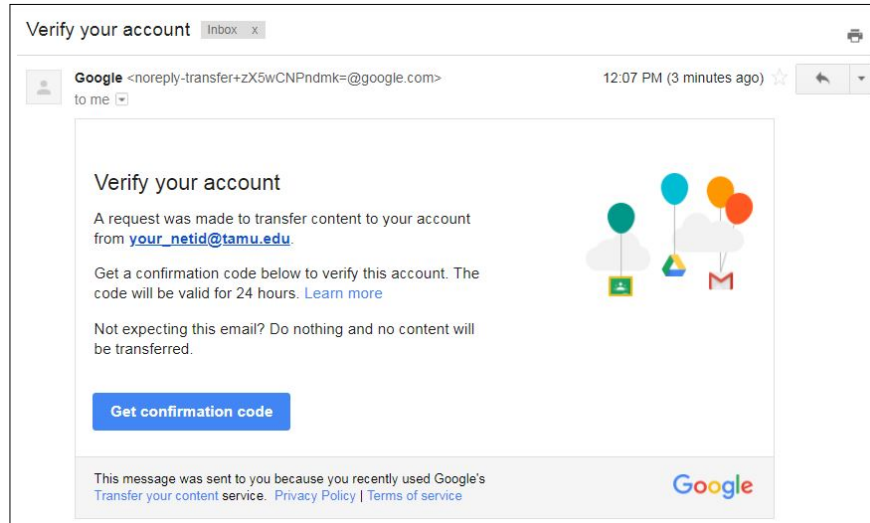 Verify your account Inbox x
Google <noreply-transfer+zX5wCNPndmk=@google.com> 12:07 PM (3 minutes ago)
to me
Verify your account
A request was made to transfer content to your account
from your_netid@tamu.edu.
Get a confirmation code below to verify this account. The
code will be valid for 24 hours. Learn more
Not expecting this email? Do nothing and no content will
be transferred.
Get confirmation code
This message was sent to you because you recently used Google's
Transfer your content service. Privacy Policy | Terms of service
Google